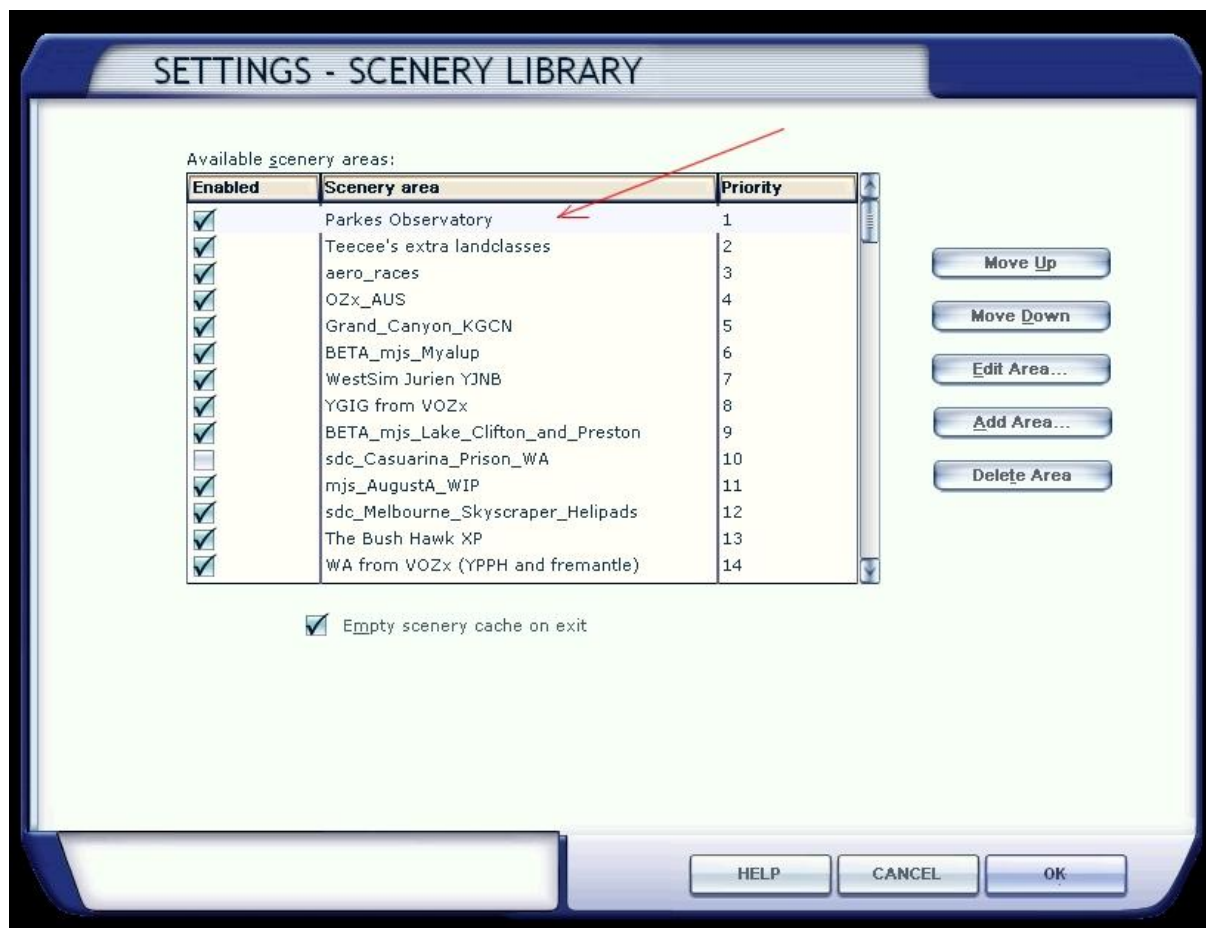 SETTINGS - SCENERY LIBRARY
Available scenery areas:
Enabled Scenery area Priority
Parkes Observatory 1
Teecee's extra landclasses 2
aero_races 3
OZx_AUS 4
Grand_Canyon_KGCN 5
BETA_mjs_Myalup 6
WestSim Jurien YJNB 7
YGIG from VOZx 8
BETA_mjs_Lake_Clifton_and_Preston 9
sdc_Casuarina_Prison_WA 10
mjs_AugustA_WIP 11
sdc_Melbourne_Skyscraper_Helipads 12
The Bush Hawk XP 13
WA from VOZx (YPPH and fremantle) 14
Move Up
Move Down
Edit Area...
Add Area...
Delete Area
Empty scenery cache on exit
HELP CANCEL OK